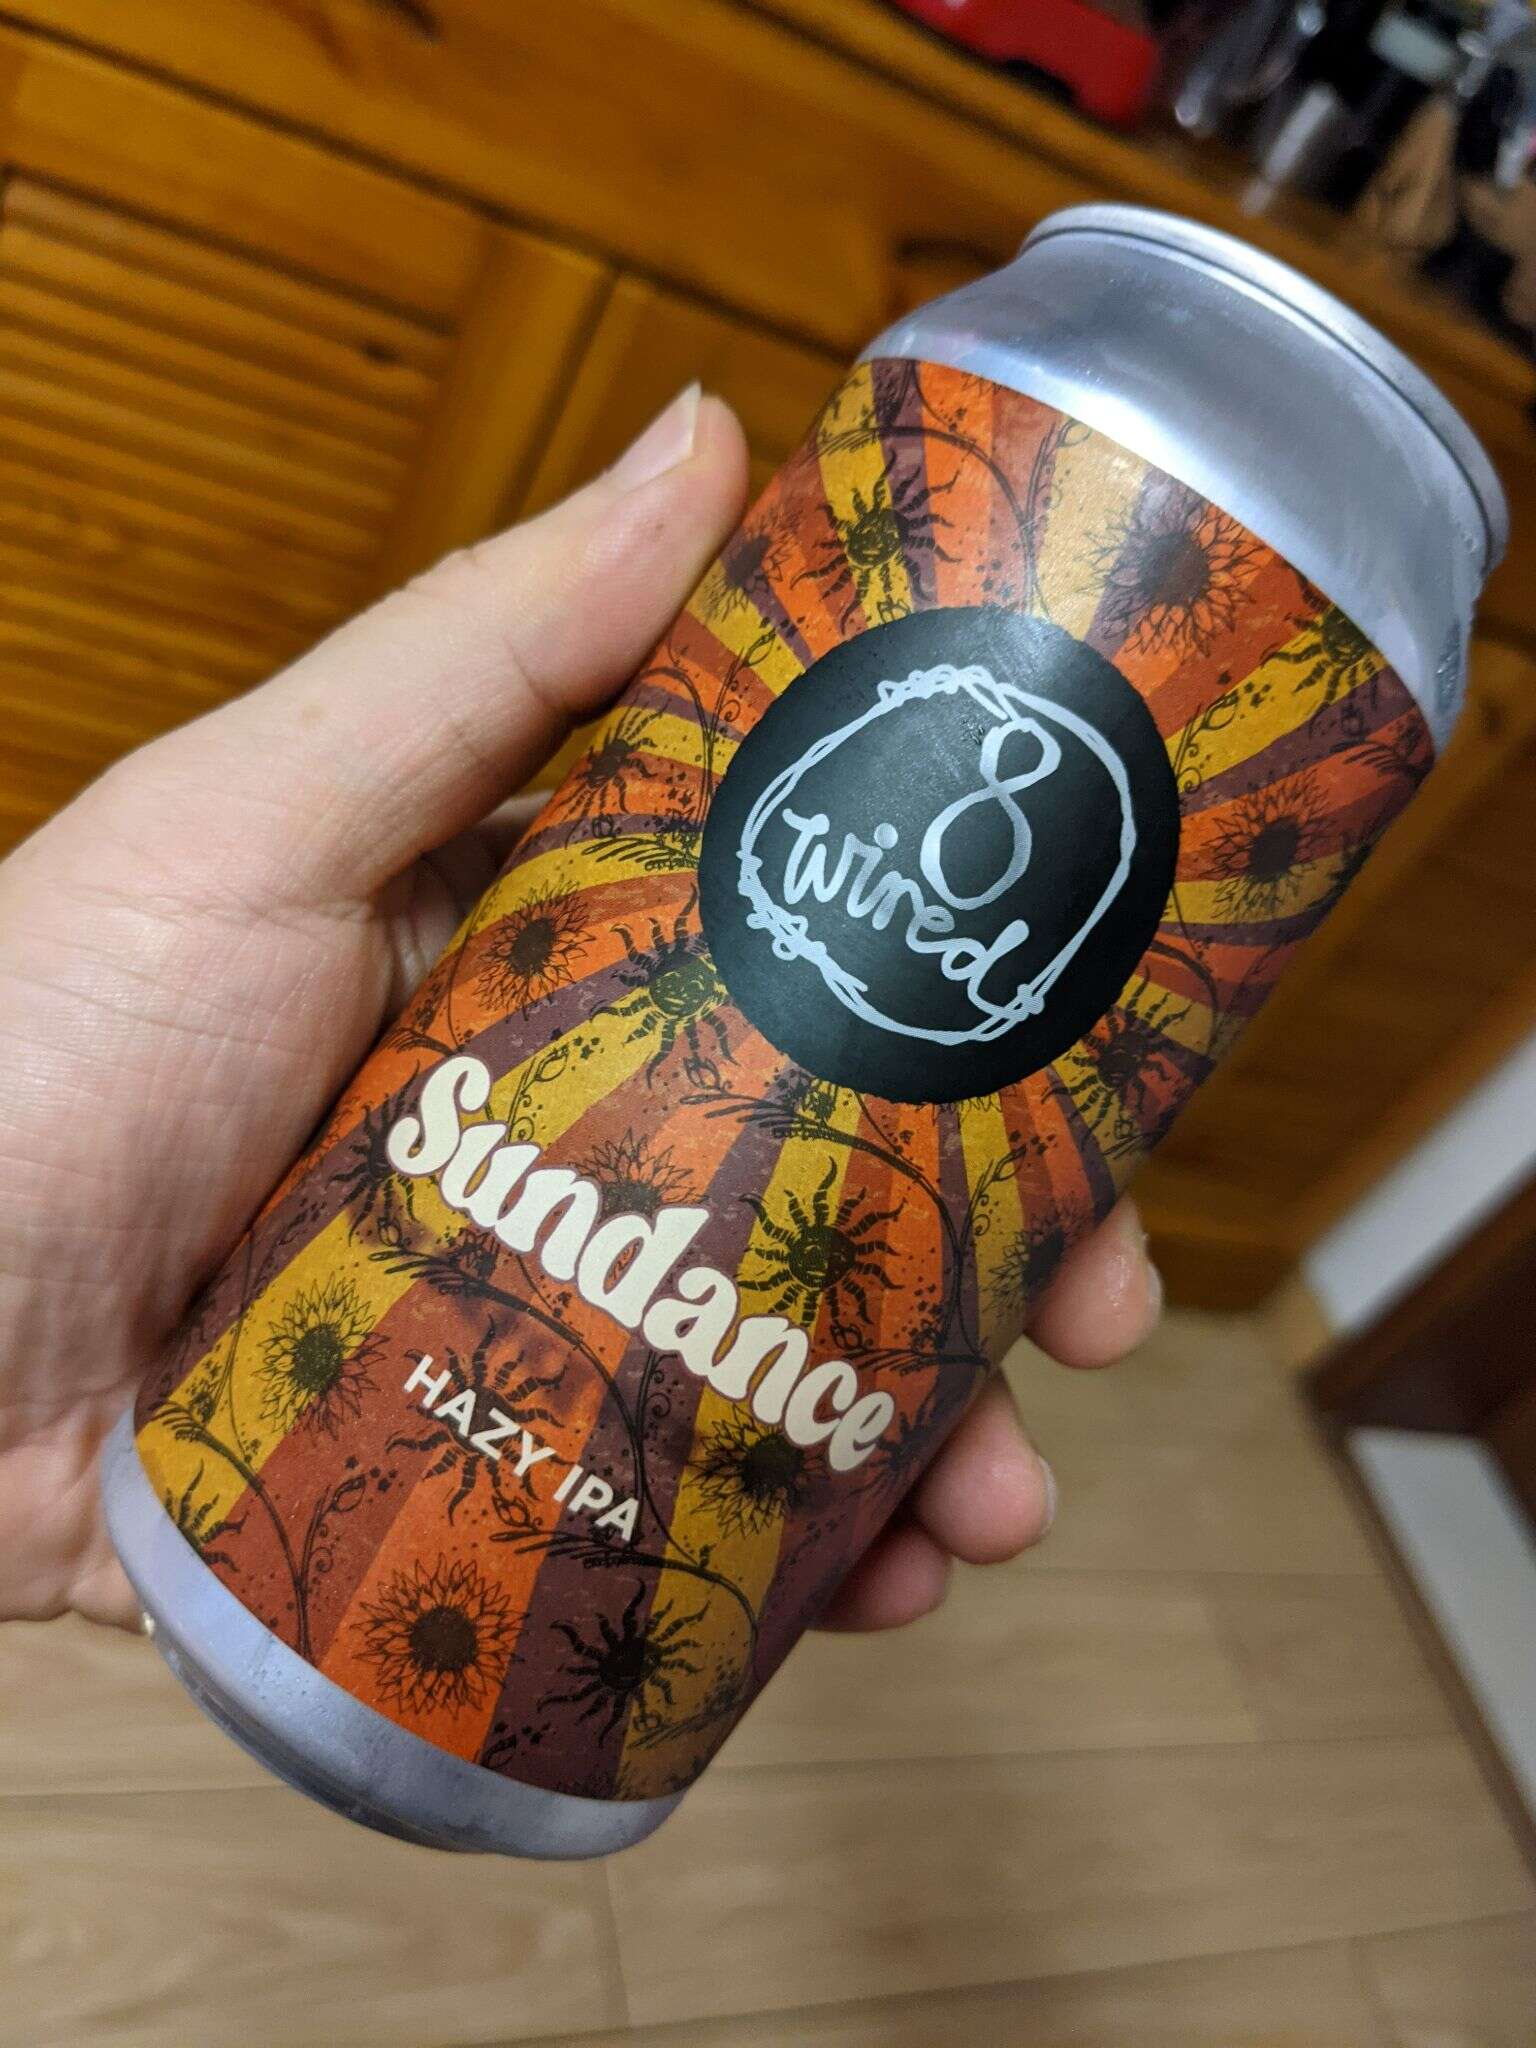 8
wired
Sundance
HAZY IPA